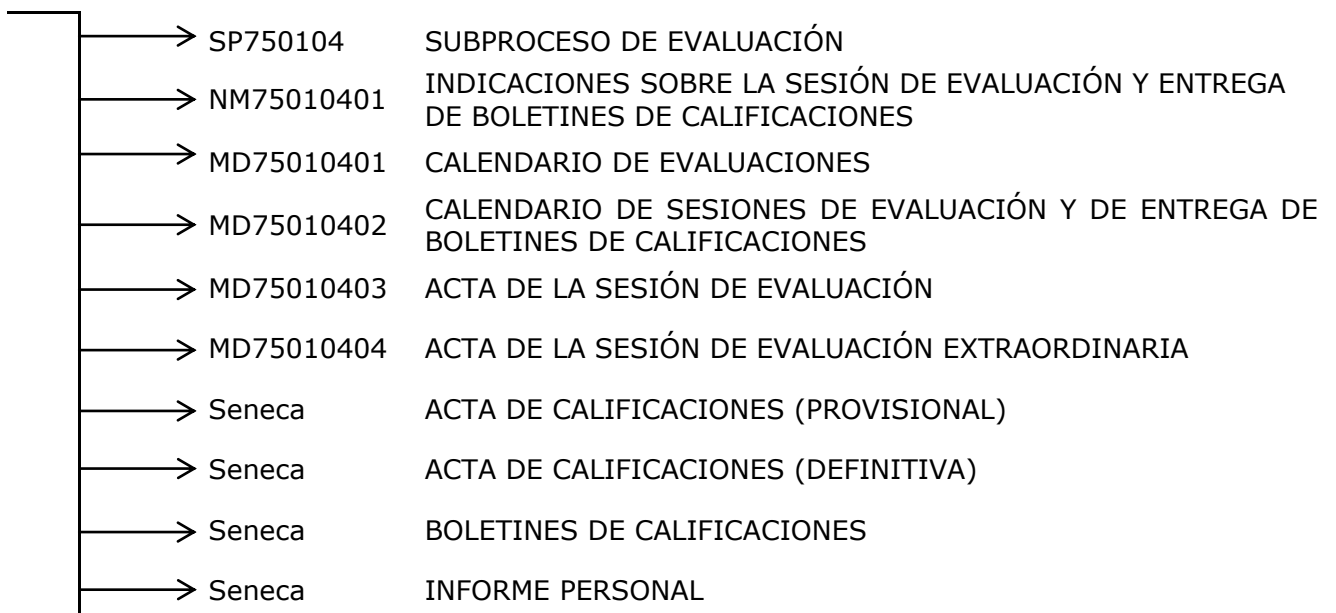 SP750104 SUBPROCESO DE EVALUACIÓN
NM75010401 INDICACIONES SOBRE LA SESIÓN DE EVALUACIÓN Y ENTREGA
DE BOLETINES DE CALIFICACIONES
MD75010401 CALENDARIO DE EVALUACIONES
MD75010402 CALENDARIO DE SESIONES DE EVALUACIÓN Y DE ENTREGA DE
BOLETINES DE CALIFICACIONES
MD75010403 ACTA DE LA SESIÓN DE EVALUACIÓN
MD75010404 ACTA DE LA SESIÓN DE EVALUACIÓN EXTRAORDINARIA
Seneca ACTA DE CALIFICACIONES (PROVISIONAL)
Seneca ACTA DE CALIFICACIONES (DEFINITIVA)
Seneca BOLETINES DE CALIFICACIONES
Seneca INFORME PERSONAL